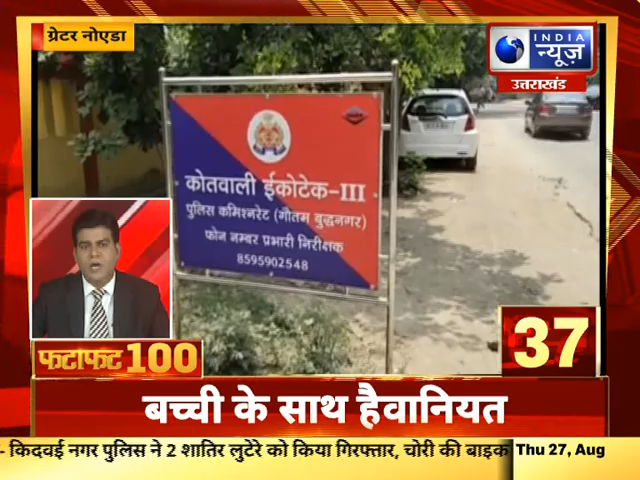 ग्रेटर नोएडा
INDIA
न्यूज़
उत्तराखंड
कोतवाली ईकोटेक-III
पुलिस कमिश्नरेट (गौतम बुद्धनगर)
फोन नम्बर प्रभारी निरीक्षक
8595902548
फटाफट 100
37
बच्ची के साथ हैवानियत
- किदवई नगर पुलिस ने 2 शातिर लुटेरे को किया गिरफ्तार, चोरी की बाइक
Thu 27, Aug